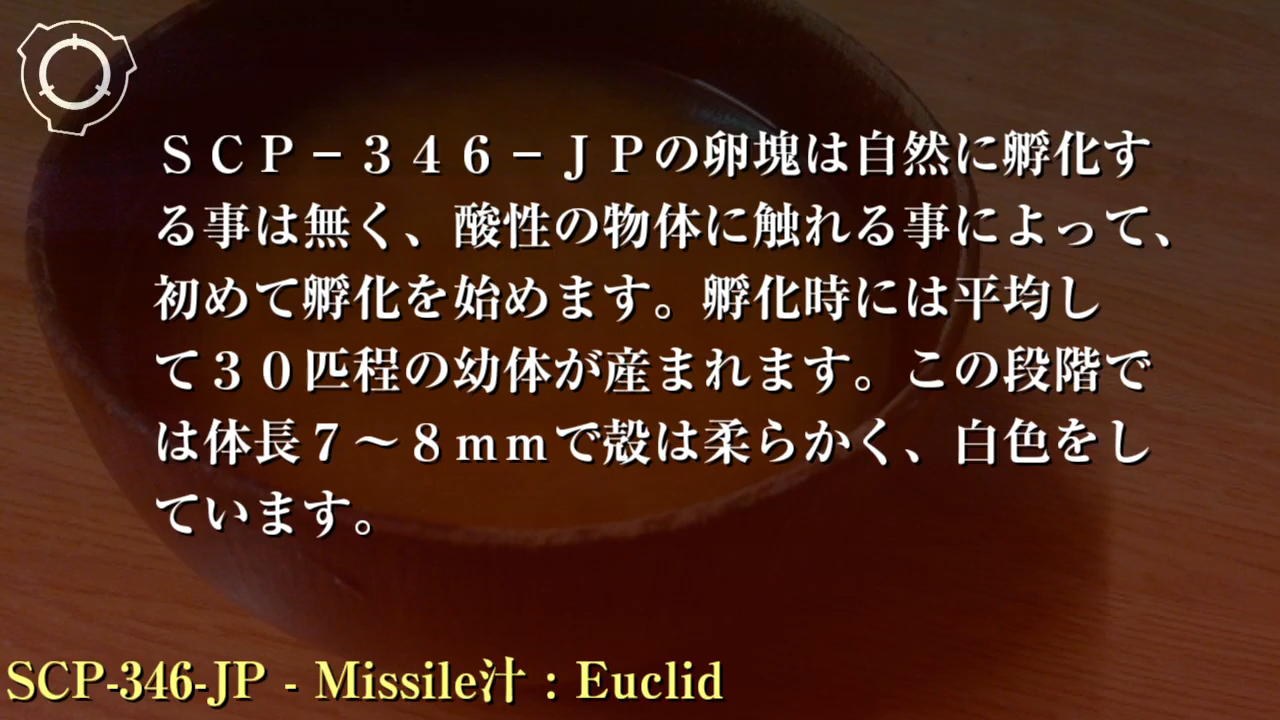 ＳＣＰ－３４６－ＪＰの卵塊は自然に孵化す
る事は無く、酸性の物体に触れる事によって、
初めて孵化を始めます。孵化時には平均し
て３０匹程の幼体が産まれます。この段階で
は体長７～８ｍｍで殻は柔らかく、白色をし
ています。
SCP-346-JP - Missile汁：Euclid